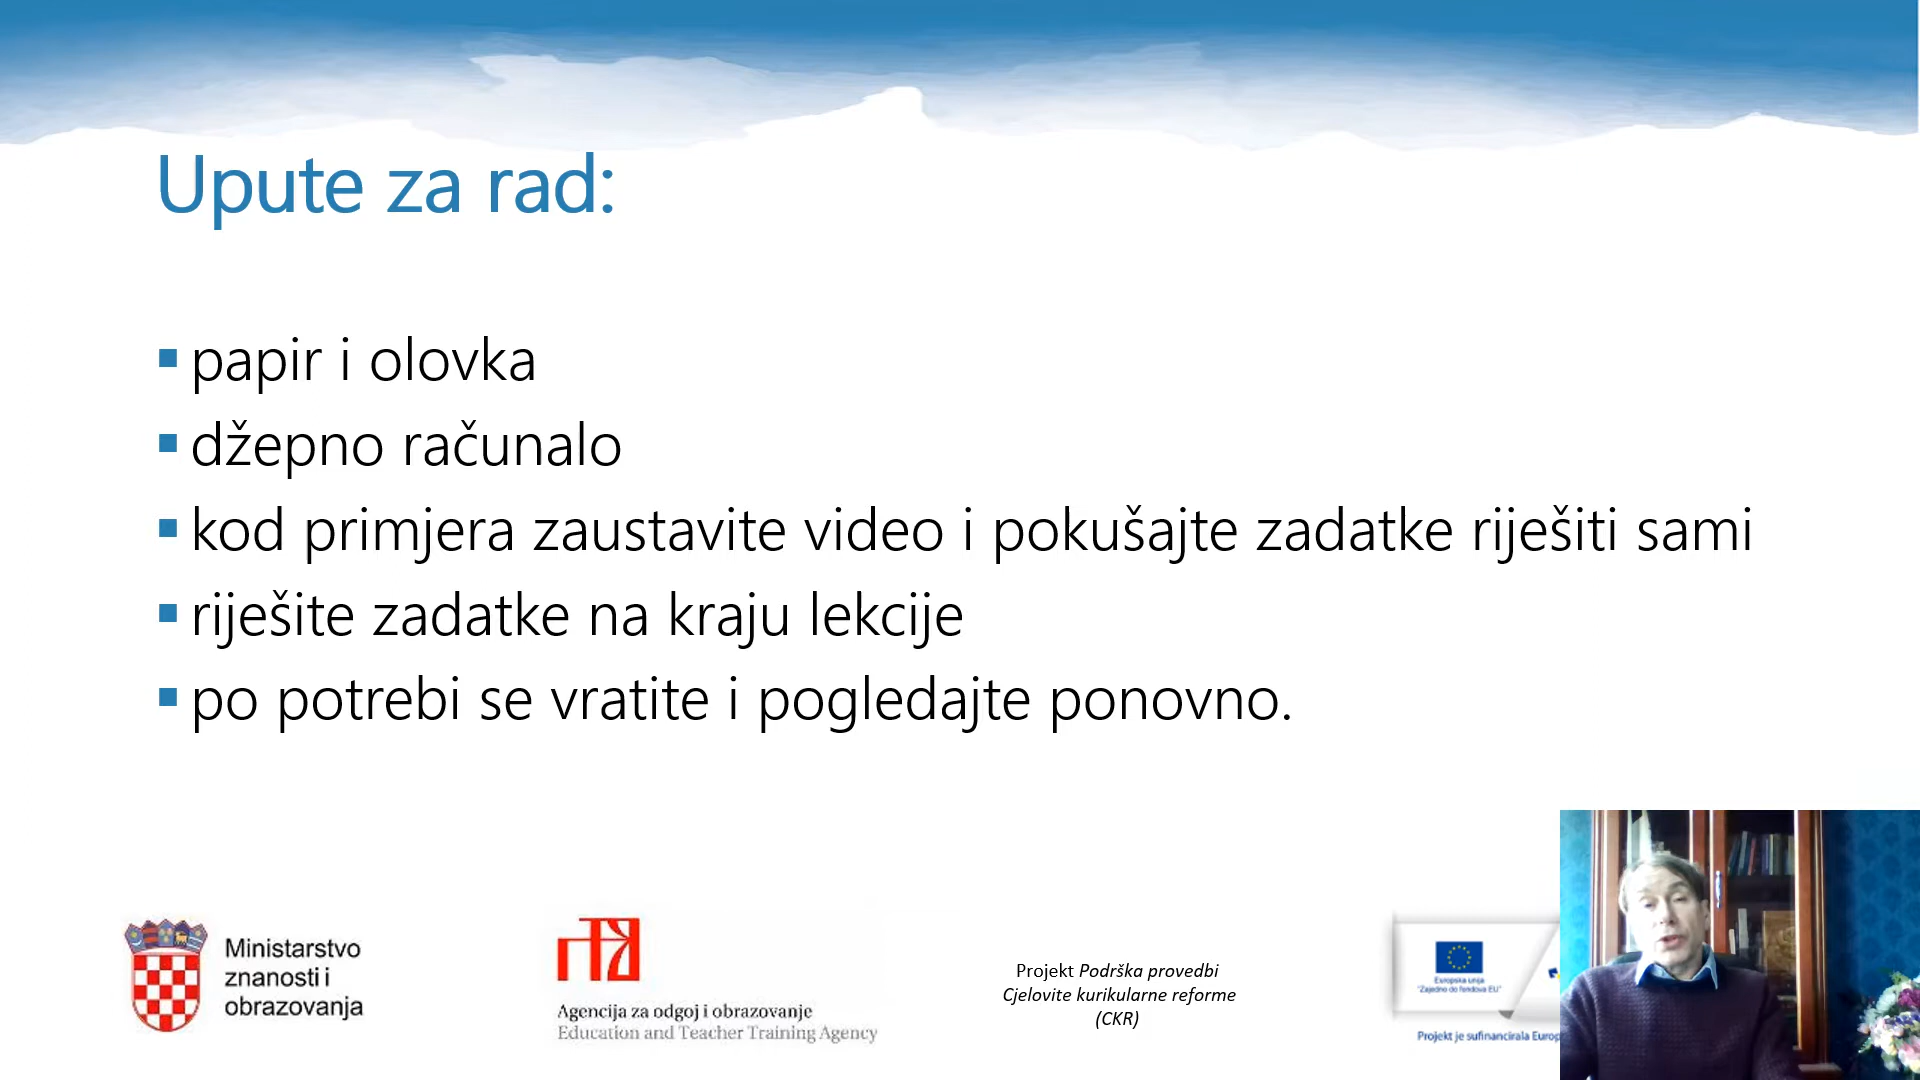 Upute za rad:
papir i olovka
džepno računalo
kod primjera zaustavite video i pokušajte zadatke riješiti sami
riješite zadatke na kraju lekcije
po potrebi se vratite i pogledajte ponovno.
Ministarstvo
znanosti i
obrazovanja
Agencija za odgoj i obrazovanje
Education and Teacher Training Agency
Projekt Podrška provedbi
Cjelovite kurikularne reforme
(CKR)
Europska unija
"Zajedno do fondova EU"
Projekt je sufinancirala Europ